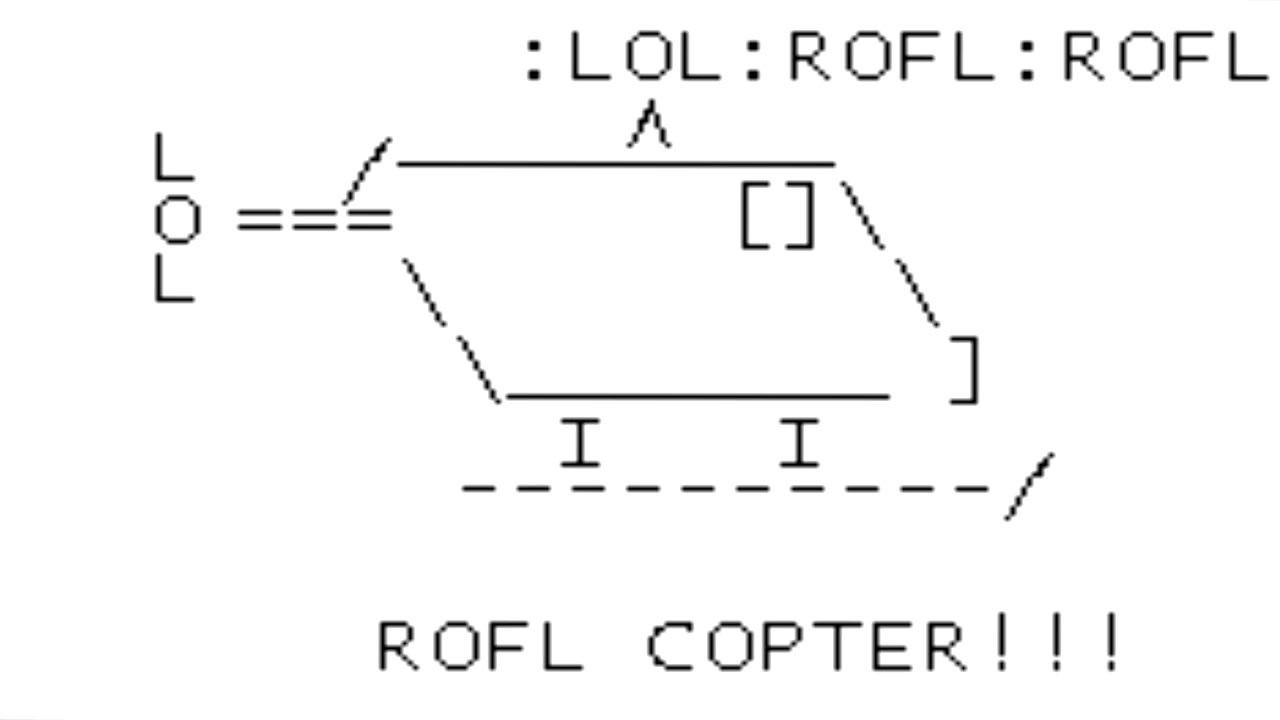 :LOL:ROFL:ROFL
L
O ===
L
[]
]
I I
ROFL COPTER!!!